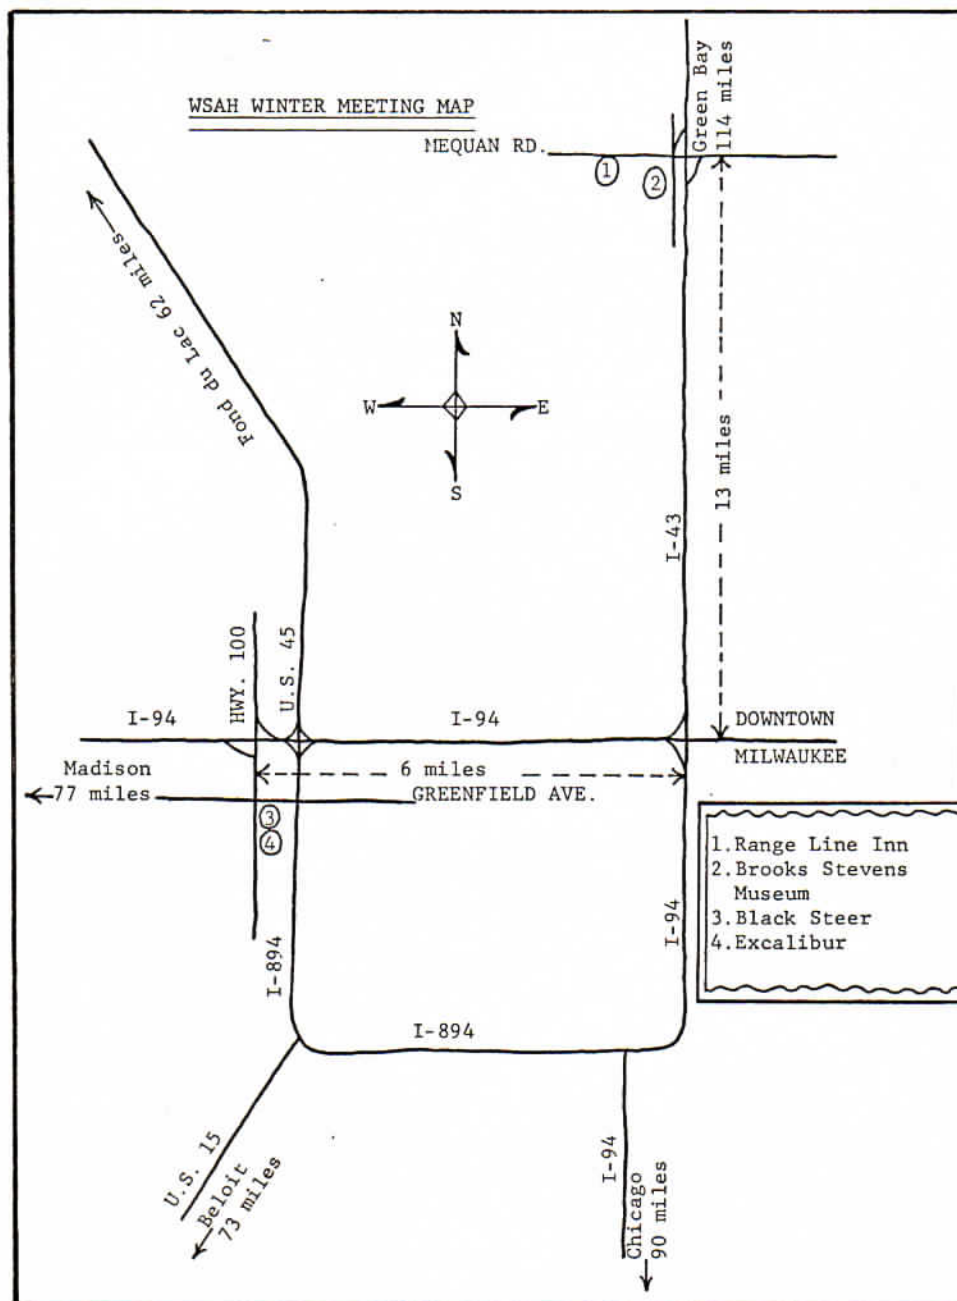 WSAH WINTER MEETING MAP
Green Bay
114 miles
MEQUAN RD.
1
2
Fond du Lac 62 miles
N
W
E
S
13 miles
I-43
HWY. 100
U.S. 45
I-94
I-94
DOWNTOWN
MILWAUKEE
Madison
77 miles
6 miles
GREENFIELD AVE.
3
4
1.Range Line Inn
2.Brooks Stevens
Museum
3.Black Steer
4.Excalibur
I-894
I-94
I-894
U.S. 15
Beloit
73 miles
I-94
Chicago
90 miles